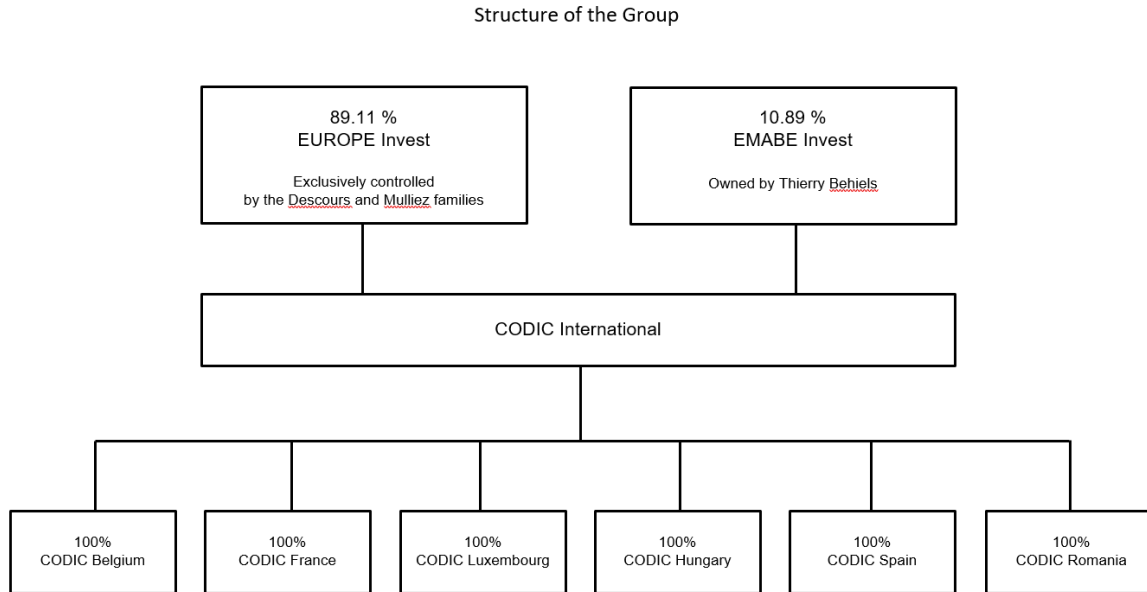 Structure of the Group
89.11 %
EUROPE Invest
Exclusively controlled
by the Descours and Mulliez families
10.89 %
EMABE Invest
Owned by Thierry Behiels
CODIC International
100%
CODIC Belgium
100%
CODIC France
100%
CODIC Luxembourg
100%
CODIC Hungary
100%
CODIC Spain
100%
CODIC Romania